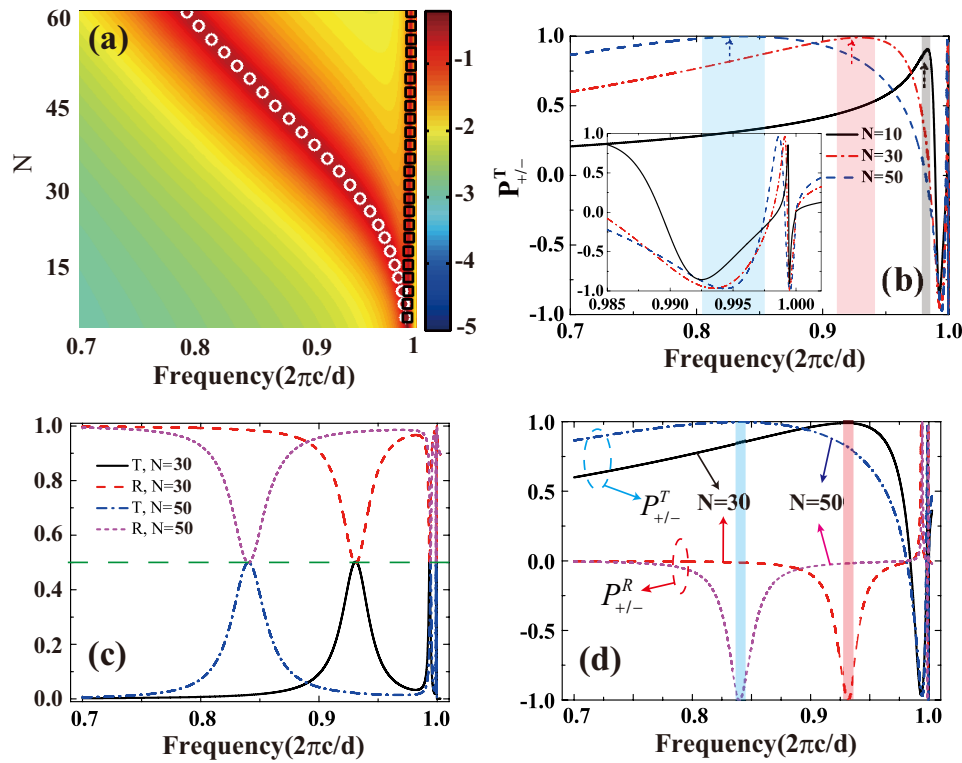 (a)
60
45
30
15
N
0.7
0.8
0.9
1
Frequency(2πc/d)
-1
-2
-3
-4
-5
1.0
0.5
0.0
-0.5
-1.0
P^T_{+/-}
N=10
N=30
N=50
1.0
0.5
0.0
-0.5
-1.0
0.985
0.990
0.995
1.000
(b)
0.7
0.8
0.9
1.0
Frequency(2πc/d)
1.0
0.8
0.6
0.4
0.2
0.0
T, N=30
R, N=30
T, N=50
R, N=50
(c)
0.7
0.8
0.9
1.0
Frequency(2πc/d)
1.0
0.5
0.0
-0.5
-1.0
P^T_{+/-}
N=30
N=50
P^R_{+/-}
(d)
0.7
0.8
0.9
1.0
Frequency(2πc/d)